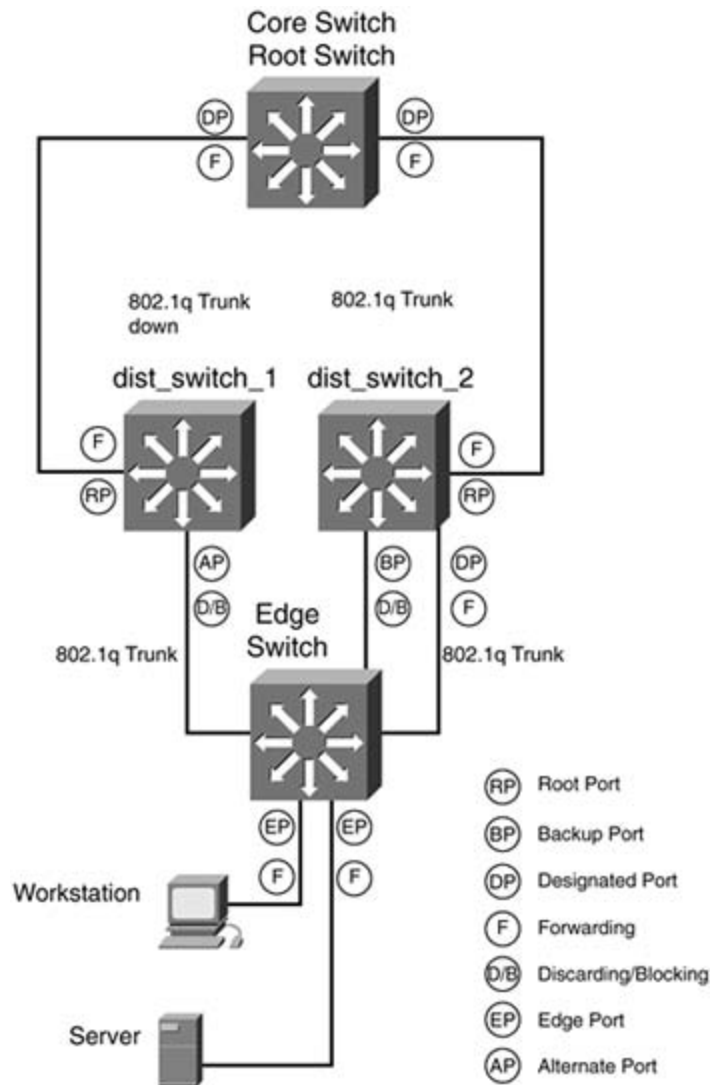 Core Switch
Root Switch
DP
DP
F
F
802.1q Trunk
down
802.1q Trunk
dist_switch_1
dist_switch_2
F
F
RP
RP
AP
BP
DP
D/B
D/B
F
Edge
Switch
802.1q Trunk
802.1q Trunk
EP
EP
F
F
Workstation
Server
RP Root Port
BP Backup Port
DP Designated Port
F Forwarding
D/B Discarding/Blocking
EP Edge Port
AP Alternate Port